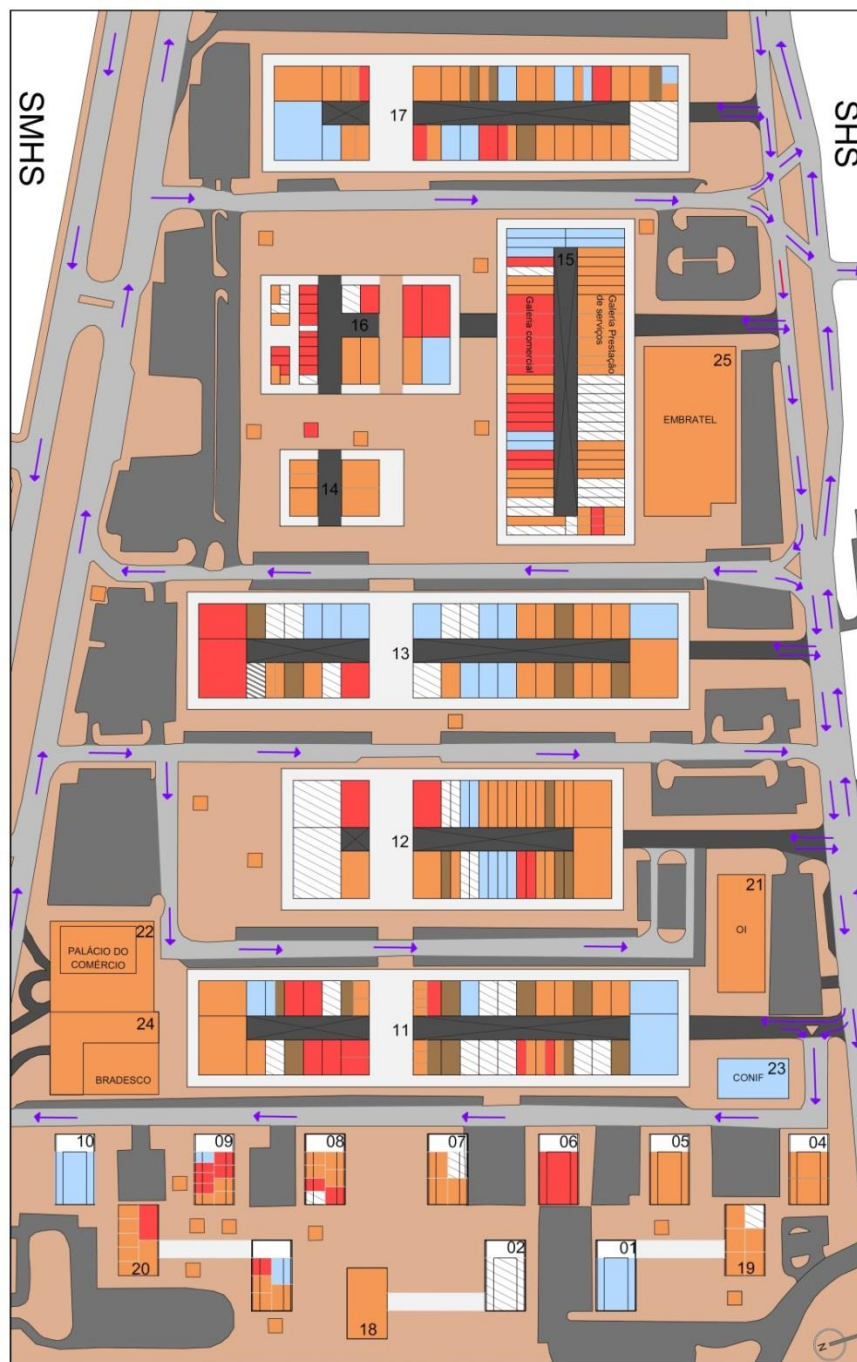 SMHS
SHS
17
15
Galeria comercial
Galeria Prestação
de serviços
16
25
EMBRATEL
14
13
12
21
OI
22
PALÁCIO DO
COMÉRCIO
24
BRADESCO
11
23
CONIF
10
09
08
07
06
05
04
20
18
02
01
19
N